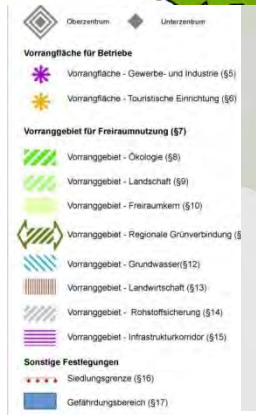 Oberzentrum Unterzentrum
Vorrangfläche für Betriebe
Vorrangfläche - Gewerbe- und Industrie (§5)
Vorrangfläche - Touristische Einrichtung (§6)
Vorranggebiet für Freiraumnutzung (§7)
Vorranggebiet - Ökologie (§8)
Vorranggebiet - Landschaft (§9)
Vorranggebiet - Freiraumkern (§10)
Vorranggebiet - Regionale Grünverbindung (§
Vorranggebiet - Grundwasser(§12)
Vorranggebiet - Landwirtschaft (§13)
Vorranggebiet - Rohstoffsicherung (§14)
Vorranggebiet - Infrastrukturkorridor (§15)
Sonstige Festlegungen
Siedlungsgrenze (§16)
Gefährdungsbereich (§17)